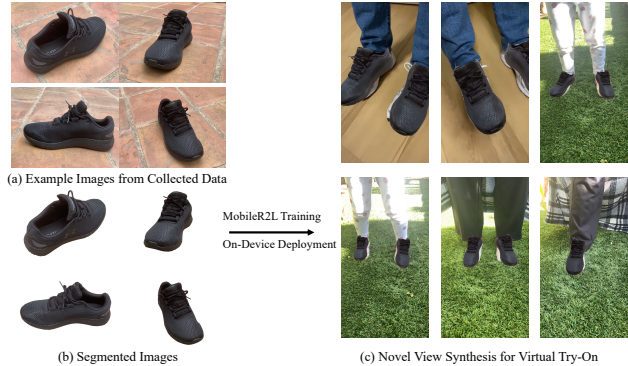 (a) Example Images from Collected Data
MobileR2L Training
On-Device Deployment
(b) Segmented Images
(c) Novel View Synthesis for Virtual Try-On